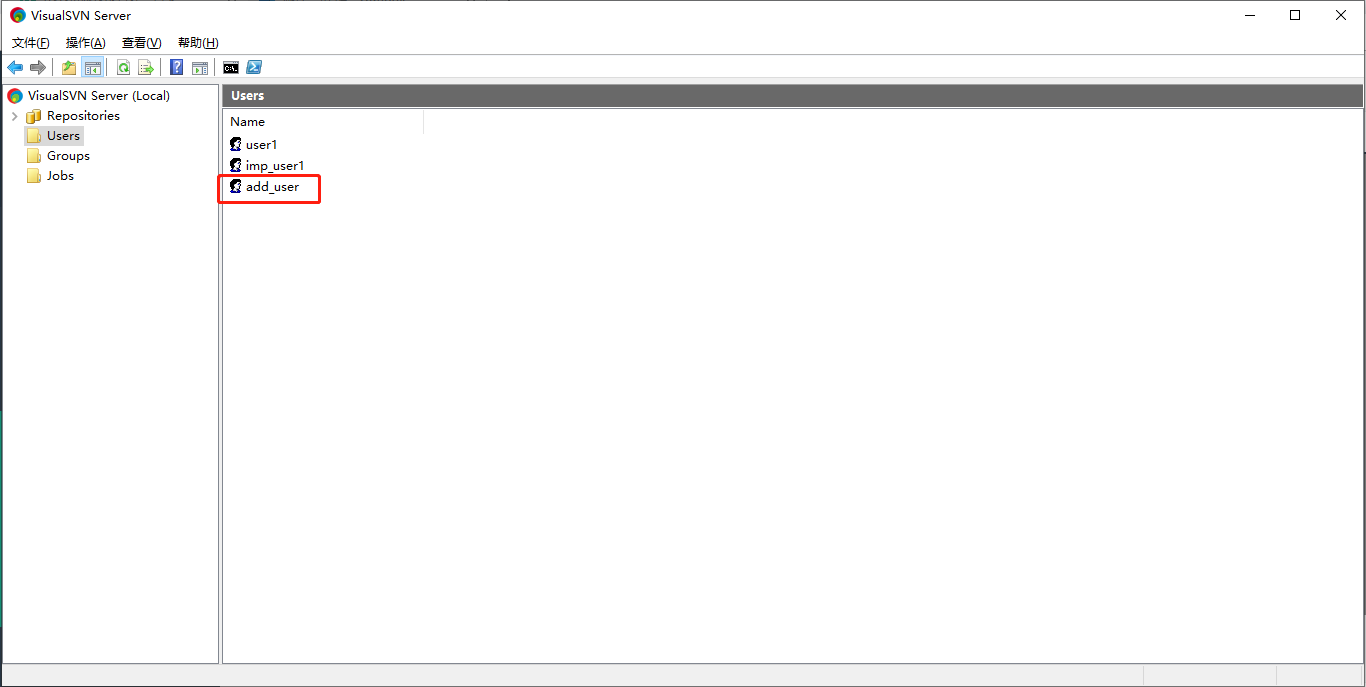 VisualSVN Server
文件(F) 操作(A) 查看(V) 帮助(H)
VisualSVN Server (Local)
Repositories
Users
Groups
Jobs
Users
Name
user1
imp_user1
add_user